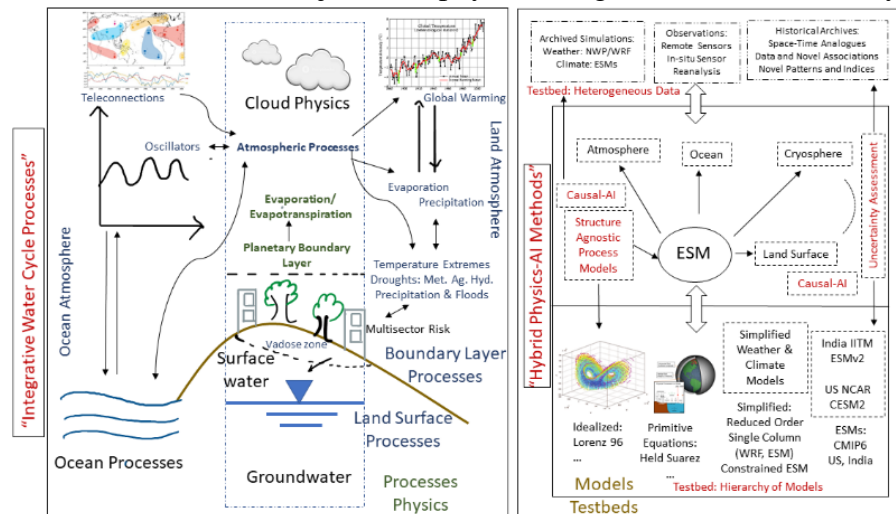 "Integrative Water Cycle Processes"
Ocean Atmosphere
Teleconnections
Oscillators
Cloud Physics
Atmospheric Processes
Global Warming
Land Atmosphere
Evaporation
Precipitation
Evaporation/
Evapotranspiration
Planetary Boundary
Layer
Temperature Extremes
Droughts: Met. Ag. Hyd.
Precipitation & Floods
Multisector Risk
Vadose zone
Surface
water
Boundary Layer
Processes
Land Surface
Processes
Ocean Processes
Groundwater
Processes
Physics
"Hybrid Physics-AI Methods"
Archived Simulations:
Weather: NWP/WRF
Climate: ESMs
Observations:
Remote Sensors
In-situ Sensor
Reanalysis
Historical Archives:
Space-Time Analogues
Data and Novel Associations
Novel Patterns and Indices
Testbed: Heterogeneous Data
Atmosphere
Ocean
Cryosphere
Causal-AI
Structure
Agnostic
Process
Models
ESM
Land Surface
Causal-AI
Uncertainty Assessment
Idealized:
Lorenz 96
...
Primitive
Equations:
Held Suarez
...
Simplified
Weather &
Climate
Models
Simplified:
Reduced Order
Single Column
(WRF, ESM)
Constrained ESM
India IITM
ESMv2
US NCAR
CESM2
ESMs:
CMIP6
US, India
Models
Testbeds
Testbed: Hierarchy of Models